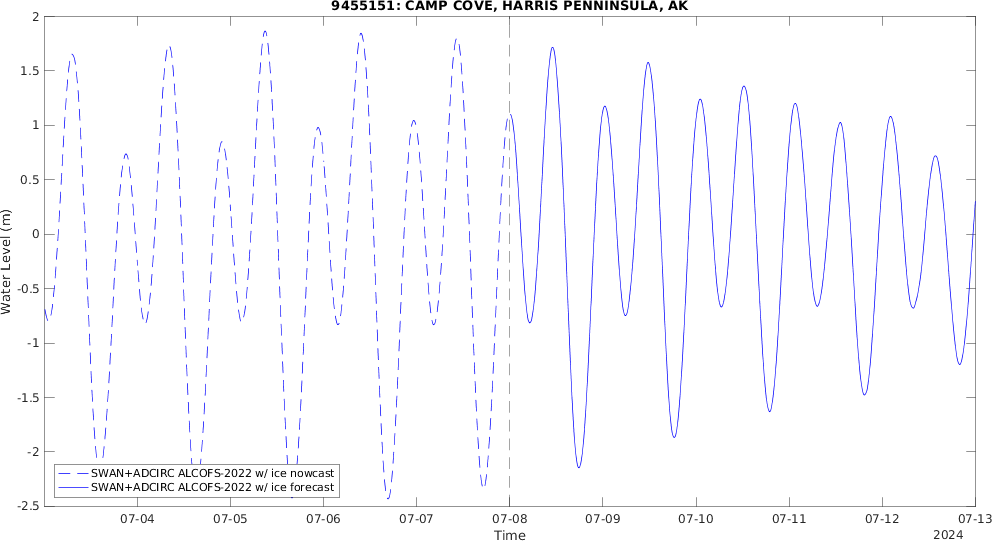 9455151: CAMP COVE, HARRIS PENNINSULA, AK
2
1.5
1
0.5
0
-0.5
-1
-1.5
-2
-2.5
Water Level (m)
SWAN+ADCIRC ALCOFS-2022 w/ ice nowcast
SWAN+ADCIRC ALCOFS-2022 w/ ice forecast
07-04 07-05 07-06 07-07 07-08 07-09 07-10 07-11 07-12 07-13
Time
2024